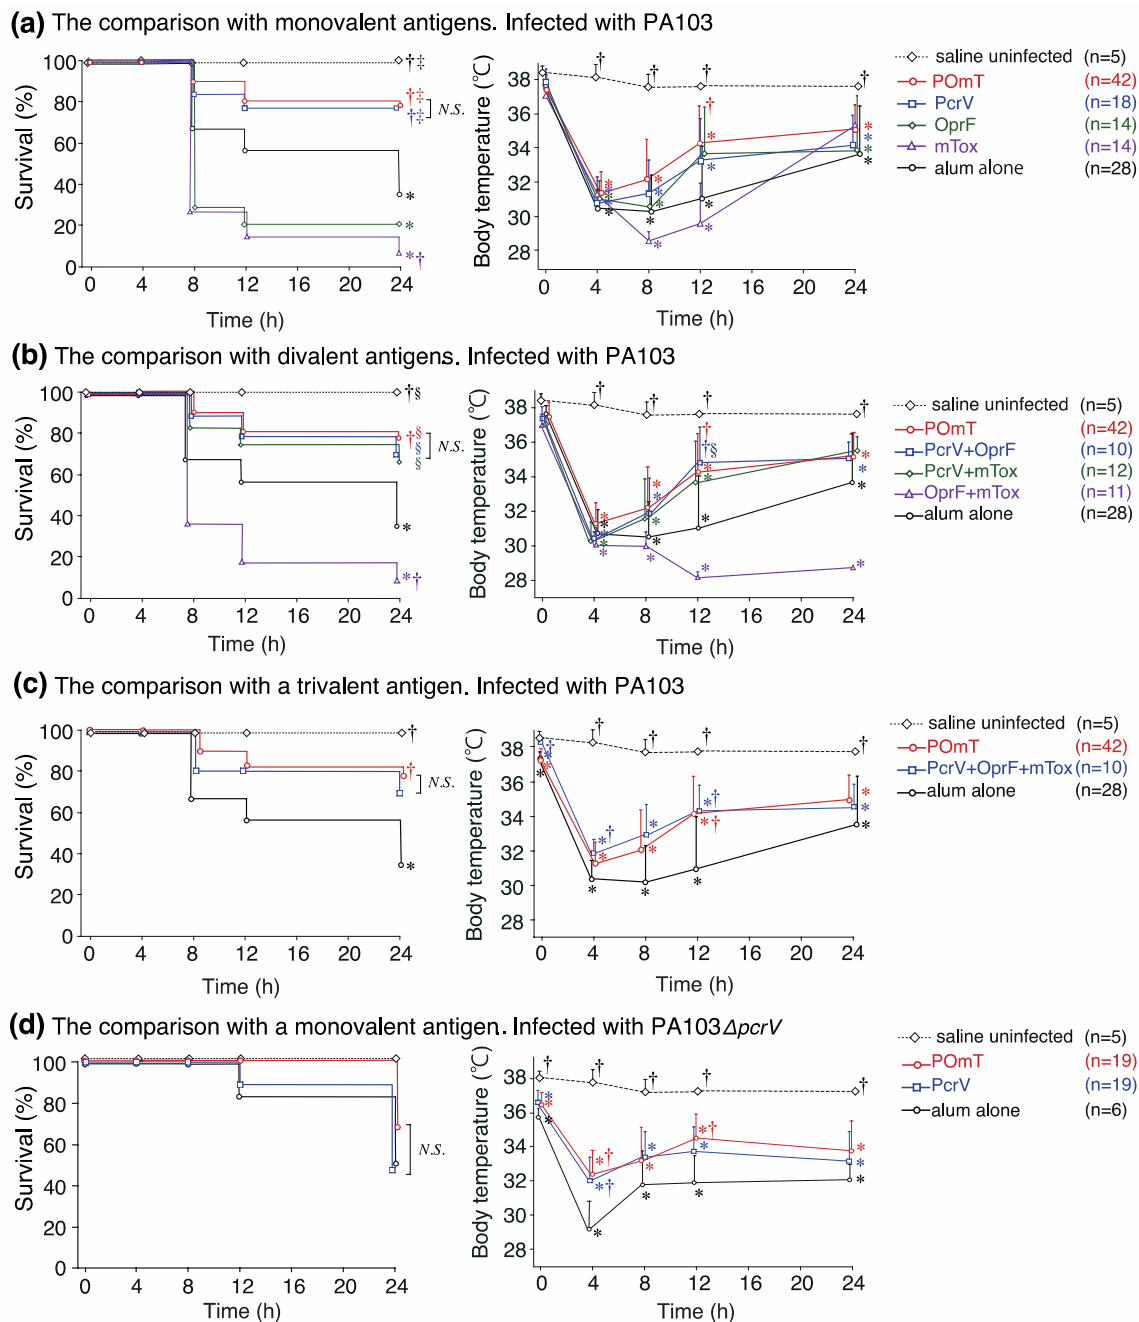 (a) The comparison with monovalent antigens. Infected with PA103
Survival (%)
100
80
60
40
20
0
†‡
†‡
†‡
N.S.
*
*
*†
0 4 8 12 16 20 24
Time (h)
Body temperature (℃)
38
36
34
32
30
28
† † † †
†
* * * * * * * * * * * * * * *
0 4 8 12 16 20 24
Time (h)
saline uninfected (n=5)
POmT (n=42)
PcrV (n=18)
OprF (n=14)
mTox (n=14)
alum alone (n=28)
(b) The comparison with divalent antigens. Infected with PA103
Survival (%)
100
80
60
40
20
0
†§
†§
§
§
N.S.
*
*†
0 4 8 12 16 20 24
Time (h)
Body temperature (℃)
38
36
34
32
30
28
† † † †
†
†§
* * * * * * * * * * * * * * *
0 4 8 12 16 20 24
Time (h)
saline uninfected (n=5)
POmT (n=42)
PcrV+OprF (n=10)
PcrV+mTox (n=12)
OprF+mTox (n=11)
alum alone (n=28)
(c) The comparison with a trivalent antigen. Infected with PA103
Survival (%)
100
80
60
40
20
0
†
†
N.S.
*
0 4 8 12 16 20 24
Time (h)
Body temperature (℃)
38
36
34
32
30
28
† † † †
*† *† * *† *
* * * *† *
* * * * *
0 4 8 12 16 20 24
Time (h)
saline uninfected (n=5)
POmT (n=42)
PcrV+OprF+mTox (n=10)
alum alone (n=28)
(d) The comparison with a monovalent antigen. Infected with PA103ΔpcrV
Survival (%)
100
80
60
40
20
0
N.S.
0 4 8 12 16 20 24
Time (h)
Body temperature (℃)
38
36
34
32
30
28
† † † † †
* *† * *† *
* *† * * *
* * * * *
0 4 8 12 16 20 24
Time (h)
saline uninfected (n=5)
POmT (n=19)
PcrV (n=19)
alum alone (n=6)